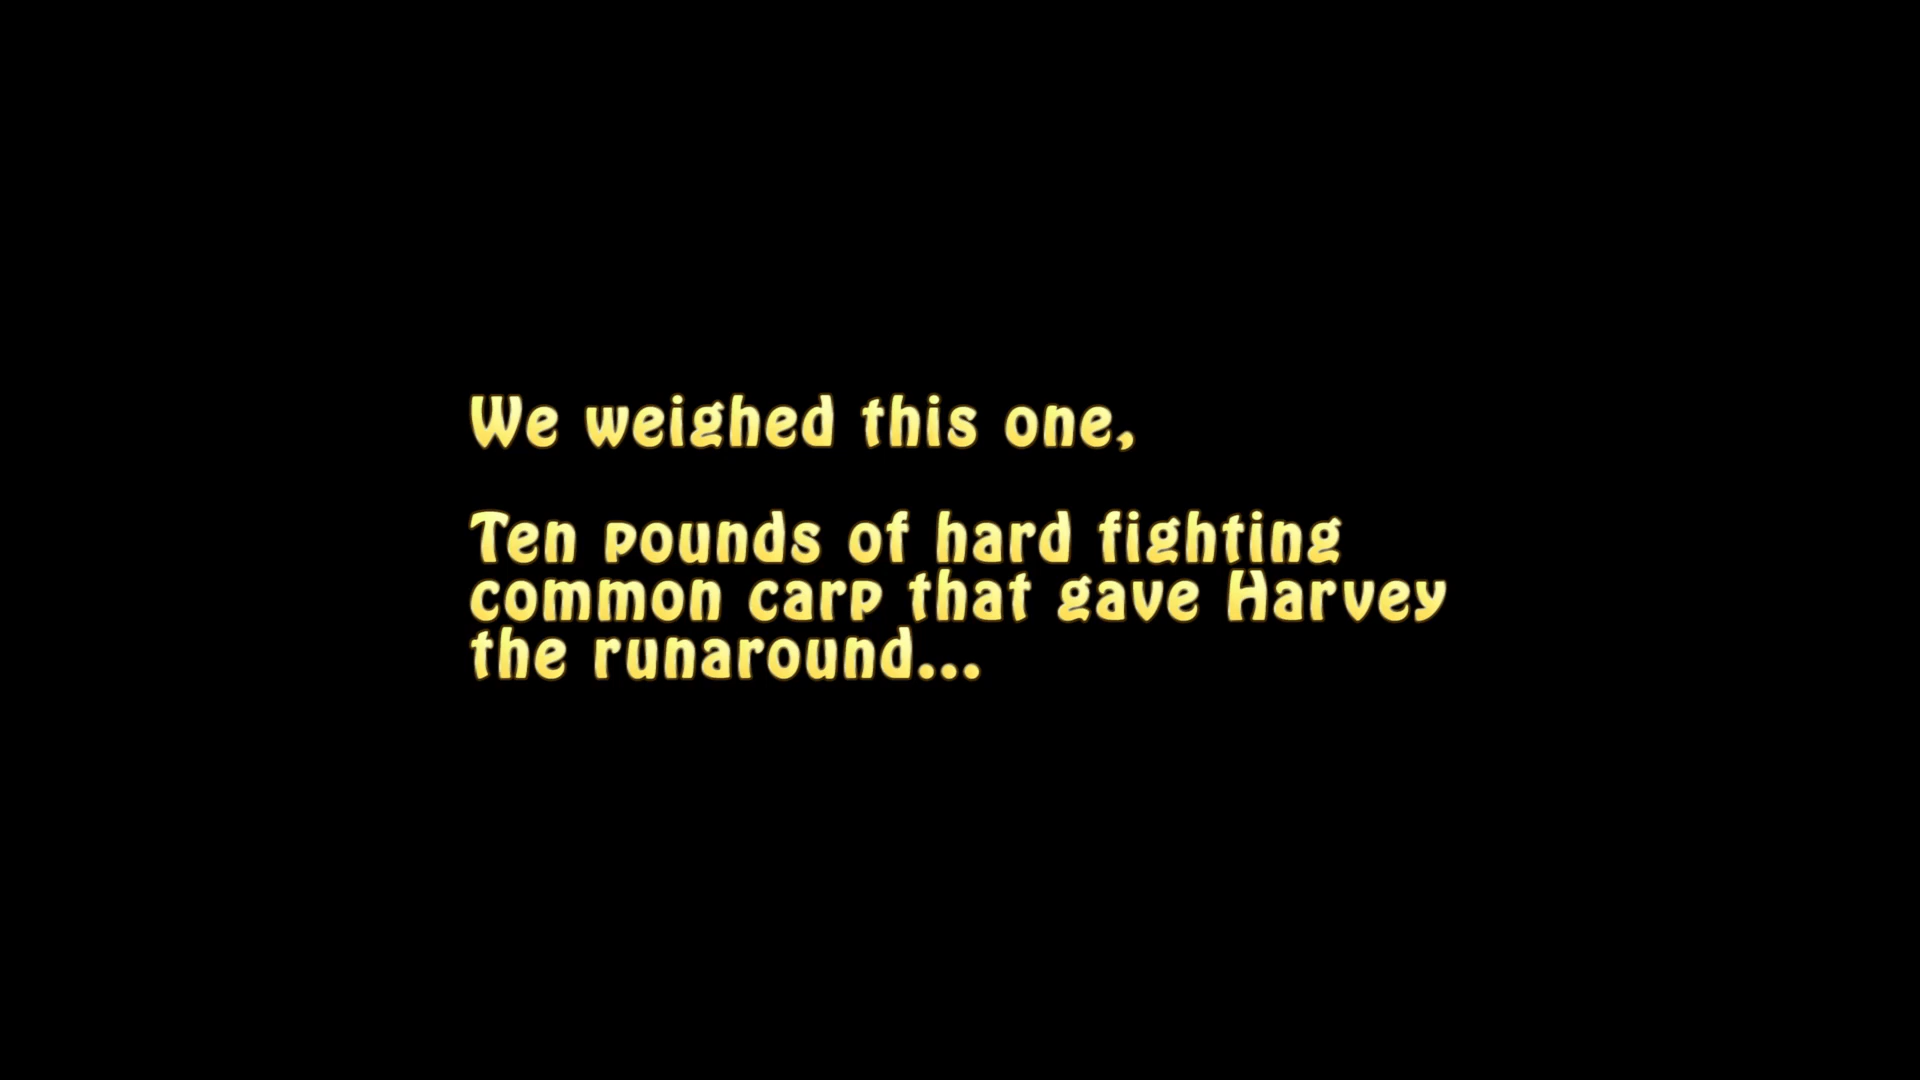 We weighed this one,
Ten pounds of hard fighting
common carp that gave Harvey
the runaround...